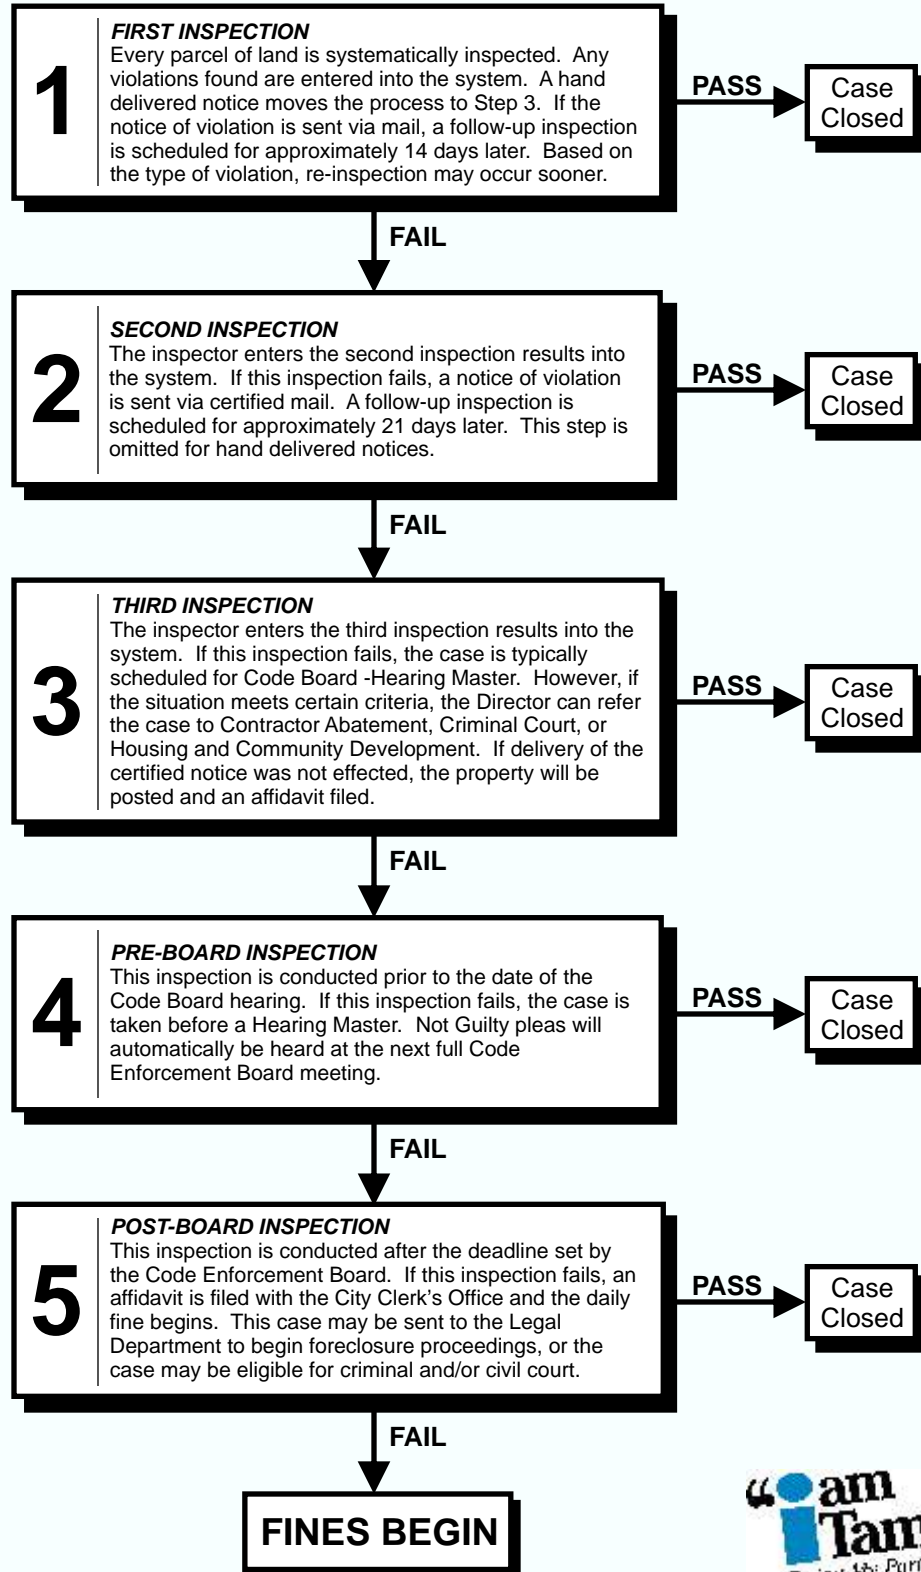 1
FIRST INSPECTION
Every parcel of land is systematically inspected. Any
violations found are entered into the system. A hand
delivered notice moves the process to Step 3. If the
notice of violation is sent via mail, a follow-up inspection
is scheduled for approximately 14 days later. Based on
the type of violation, re-inspection may occur sooner.
PASS
Case
Closed
FAIL
2
SECOND INSPECTION
The inspector enters the second inspection results into
the system. If this inspection fails, a notice of violation
is sent via certified mail. A follow-up inspection is
scheduled for approximately 21 days later. This step is
omitted for hand delivered notices.
PASS
Case
Closed
FAIL
3
THIRD INSPECTION
The inspector enters the third inspection results into the
system. If this inspection fails, the case is typically
scheduled for Code Board -Hearing Master. However, if
the situation meets certain criteria, the Director can refer
the case to Contractor Abatement, Criminal Court, or
Housing and Community Development. If delivery of the
certified notice was not effected, the property will be
posted and an affidavit filed.
PASS
Case
Closed
FAIL
4
PRE-BOARD INSPECTION
This inspection is conducted prior to the date of the
Code Board hearing. If this inspection fails, the case is
taken before a Hearing Master. Not Guilty pleas will
automatically be heard at the next full Code
Enforcement Board meeting.
PASS
Case
Closed
FAIL
5
POST-BOARD INSPECTION
This inspection is conducted after the deadline set by
the Code Enforcement Board. If this inspection fails, an
affidavit is filed with the City Clerk's Office and the daily
fine begins. This case may be sent to the Legal
Department to begin foreclosure proceedings, or the
case may be eligible for criminal and/or civil court.
PASS
Case
Closed
FAIL
FINES BEGIN
“i am
Tam